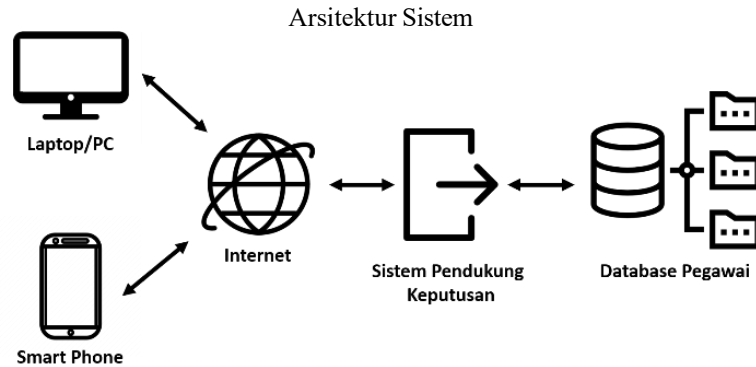 Arsitektur Sistem
Laptop/PC
Internet
Smart Phone
Sistem Pendukung
Keputusan
Database Pegawai